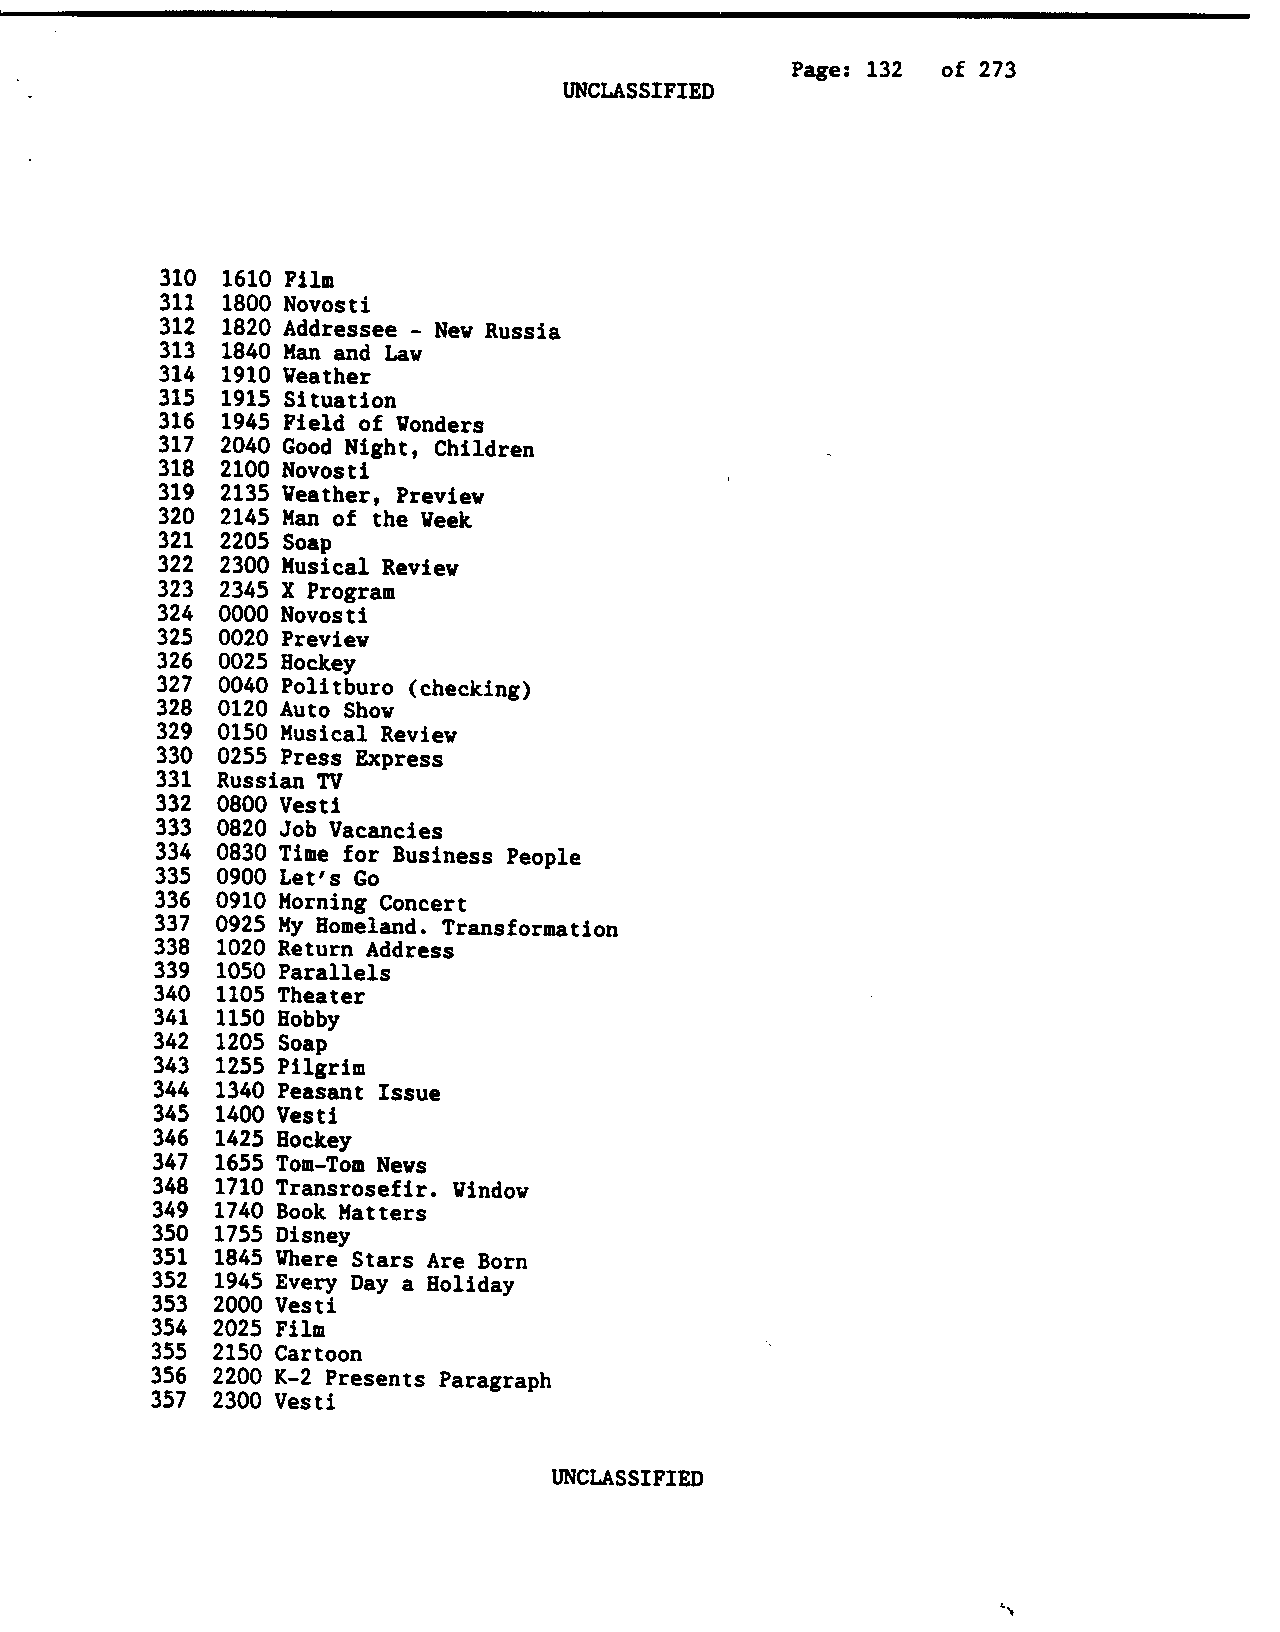 Page: 132 of 273
UNCLASSIFIED
310 1610 Film
311 1800 Novosti
312 1820 Addressee - New Russia
313 1840 Man and Law
314 1910 Weather
315 1915 Situation
316 1945 Field of Wonders
317 2040 Good Night, Children
318 2100 Novosti
319 2135 Weather, Preview
320 2145 Man of the Week
321 2205 Soap
322 2300 Musical Review
323 2345 X Program
324 0000 Novosti
325 0020 Preview
326 0025 Hockey
327 0040 Politburo (checking)
328 0120 Auto Show
329 0150 Musical Review
330 0255 Press Express
331 Russian TV
332 0800 Vesti
333 0820 Job Vacancies
334 0830 Time for Business People
335 0900 Let's Go
336 0910 Morning Concert
337 0925 My Homeland. Transformation
338 1020 Return Address
339 1050 Parallels
340 1105 Theater
341 1150 Hobby
342 1205 Soap
343 1255 Pilgrim
344 1340 Peasant Issue
345 1400 Vesti
346 1425 Hockey
347 1655 Tom-Tom News
348 1710 Transrosefir. Window
349 1740 Book Matters
350 1755 Disney
351 1845 Where Stars Are Born
352 1945 Every Day a Holiday
353 2000 Vesti
354 2025 Film
355 2150 Cartoon
356 2200 K-2 Presents Paragraph
357 2300 Vesti
UNCLASSIFIED